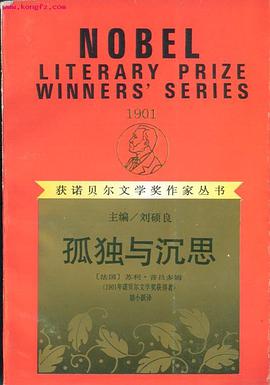 www.kongfz.com
NOBEL
LITERARY PRIZE
WINNERS' SERIES
1901
获诺贝尔文学奖作家丛书
主编／刘硕良
孤独与沉思
〔法国〕苏利·普吕多姆
(1901年诺贝尔文学奖获得者)
胡小跃译